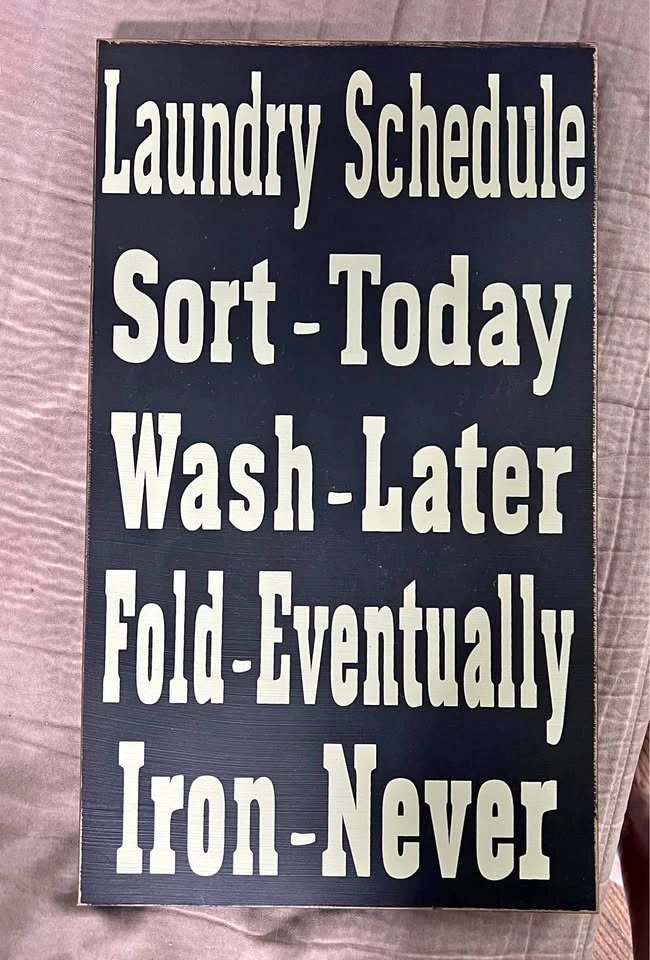 Laundry Schedule
Sort - Today
Wash - Later
Fold - Eventually
Iron - Never